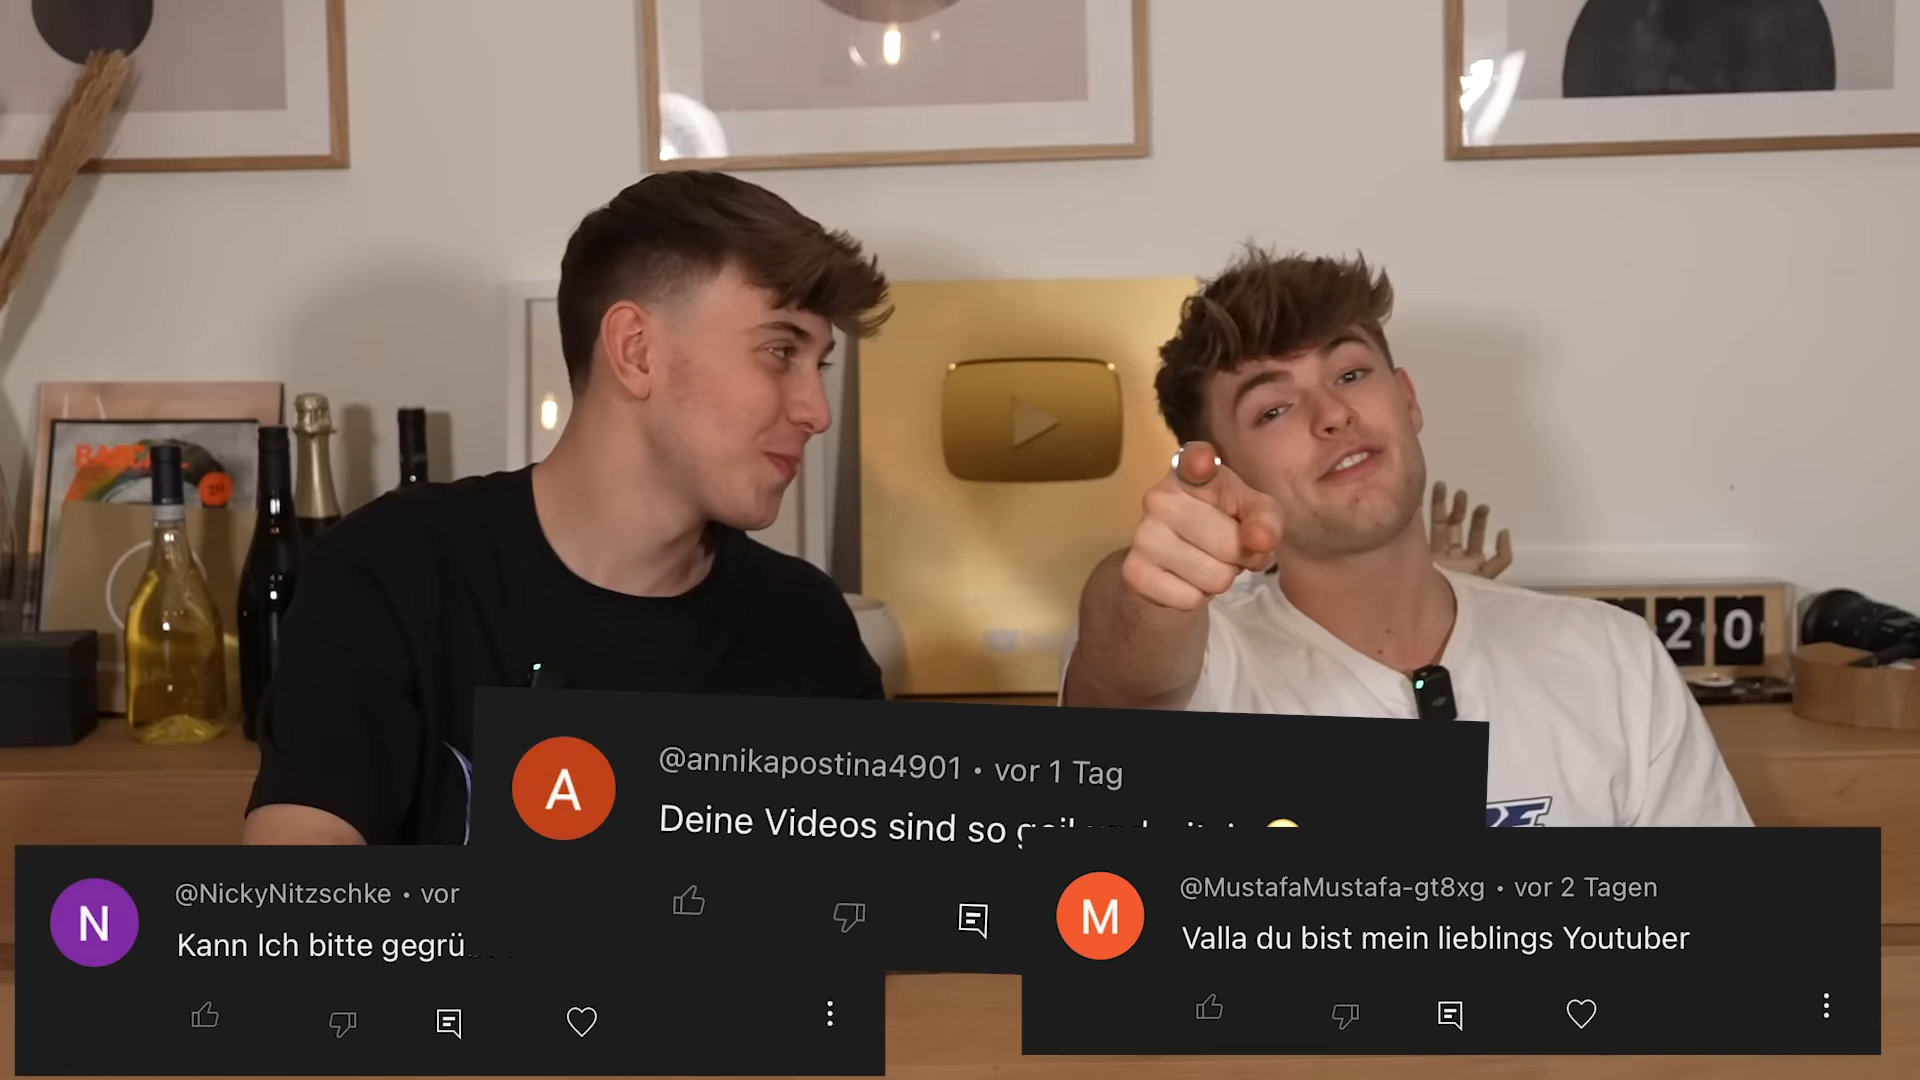 20
@annikapostina4901 • vor 1 Tag
Deine Videos sind so
@NickyNitzschke • vor
Kann Ich bitte gegrü
@MustafaMustafa-gt8xg • vor 2 Tagen
Valla du bist mein lieblings Youtuber
N
A
M